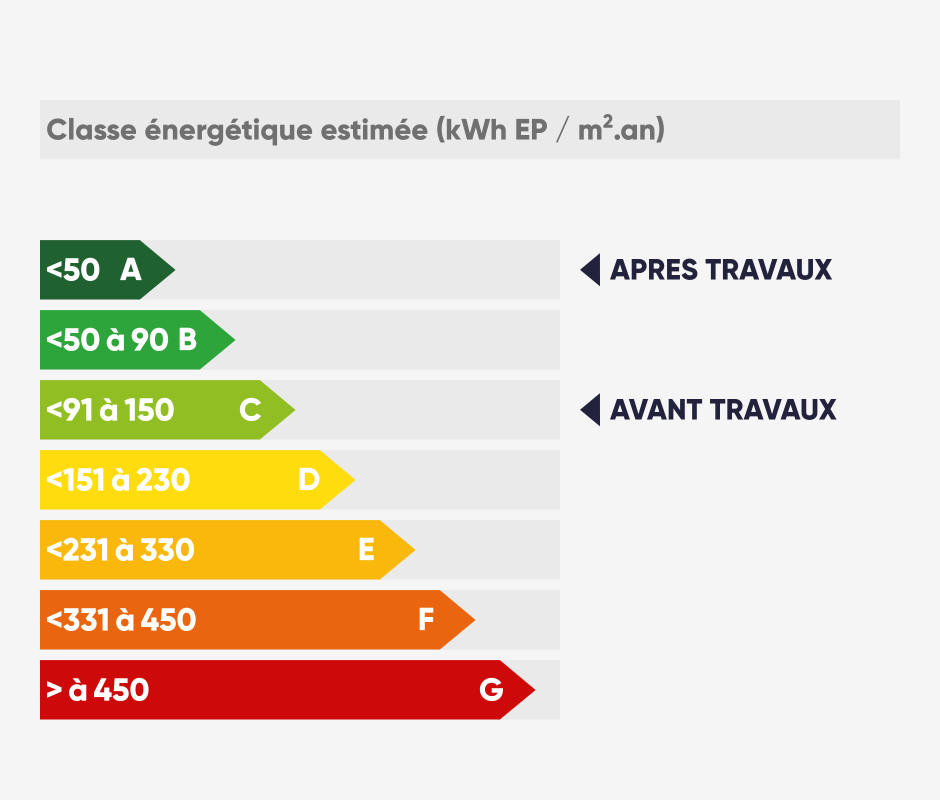 Classe énergétique estimée (kWh EP / m².an)
<50 A APRES TRAVAUX
<50 à 90 B
<91 à 150 C AVANT TRAVAUX
<151 à 230 D
<231 à 330 E
<331 à 450 F
> à 450 G